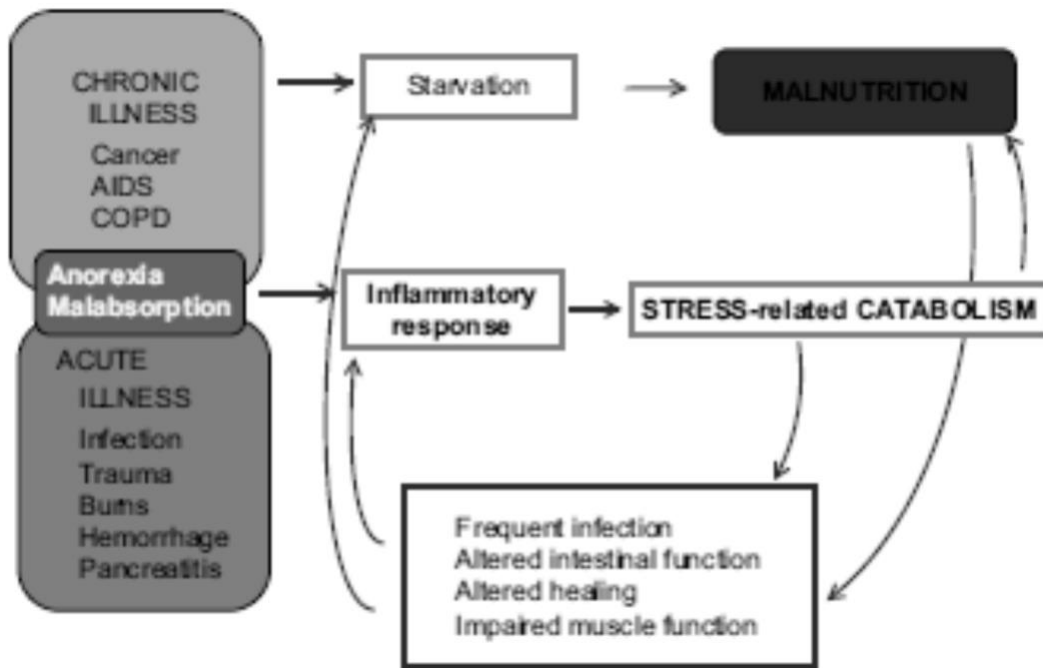 CHRONIC
ILLNESS
Cancer
AIDS
COPD
Anorexia
Malabsorption
ACUTE
ILLNESS
Infection
Trauma
Burns
Hemorrhage
Pancreatitis
Starvation
MALNUTRITION
Inflammatory
response
STRESS-related CATABOLISM
Frequent infection
Altered intestinal function
Altered healing
Impaired muscle function